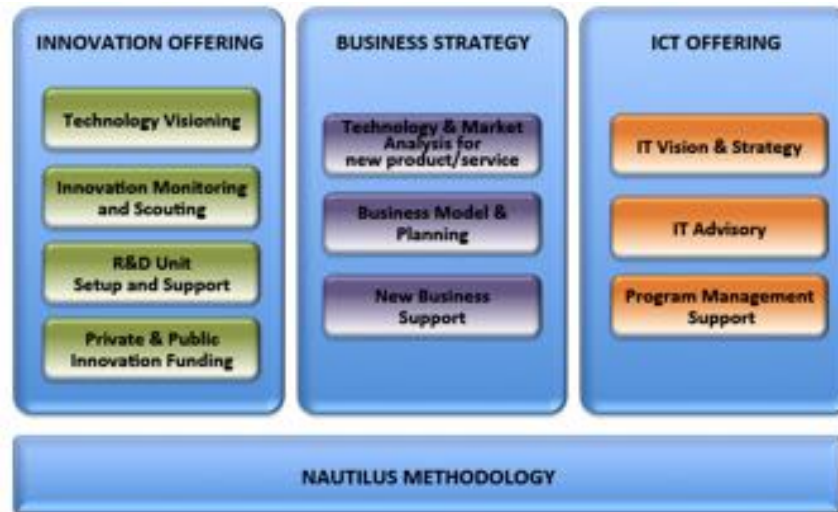 INNOVATION OFFERING
Technology Visioning
Innovation Monitoring
and Scouting
R&D Unit
Setup and Support
Private & Public
Innovation Funding
BUSINESS STRATEGY
Technology & Market
Analysis for
new product/service
Business Model &
Planning
New Business
Support
ICT OFFERING
IT Vision & Strategy
IT Advisory
Program Management
Support
NAUTILUS METHODOLOGY